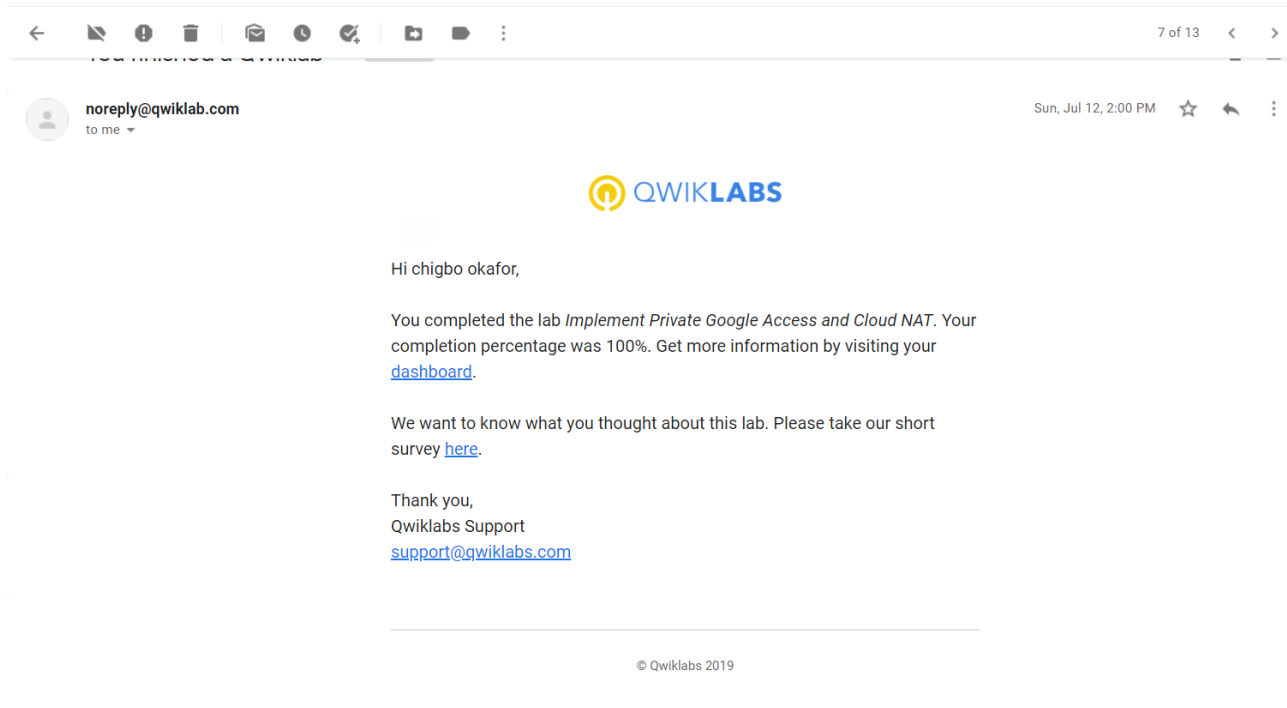 7 of 13
You finished a Qwiklab
noreply@qwiklab.com
Sun, Jul 12, 2:00 PM
to me
QWIKLABS
Hi chigbo okafor,
You completed the lab Implement Private Google Access and Cloud NAT. Your
completion percentage was 100%. Get more information by visiting your
dashboard.
We want to know what you thought about this lab. Please take our short
survey here.
Thank you,
Qwiklabs Support
support@qwiklabs.com
© Qwiklabs 2019